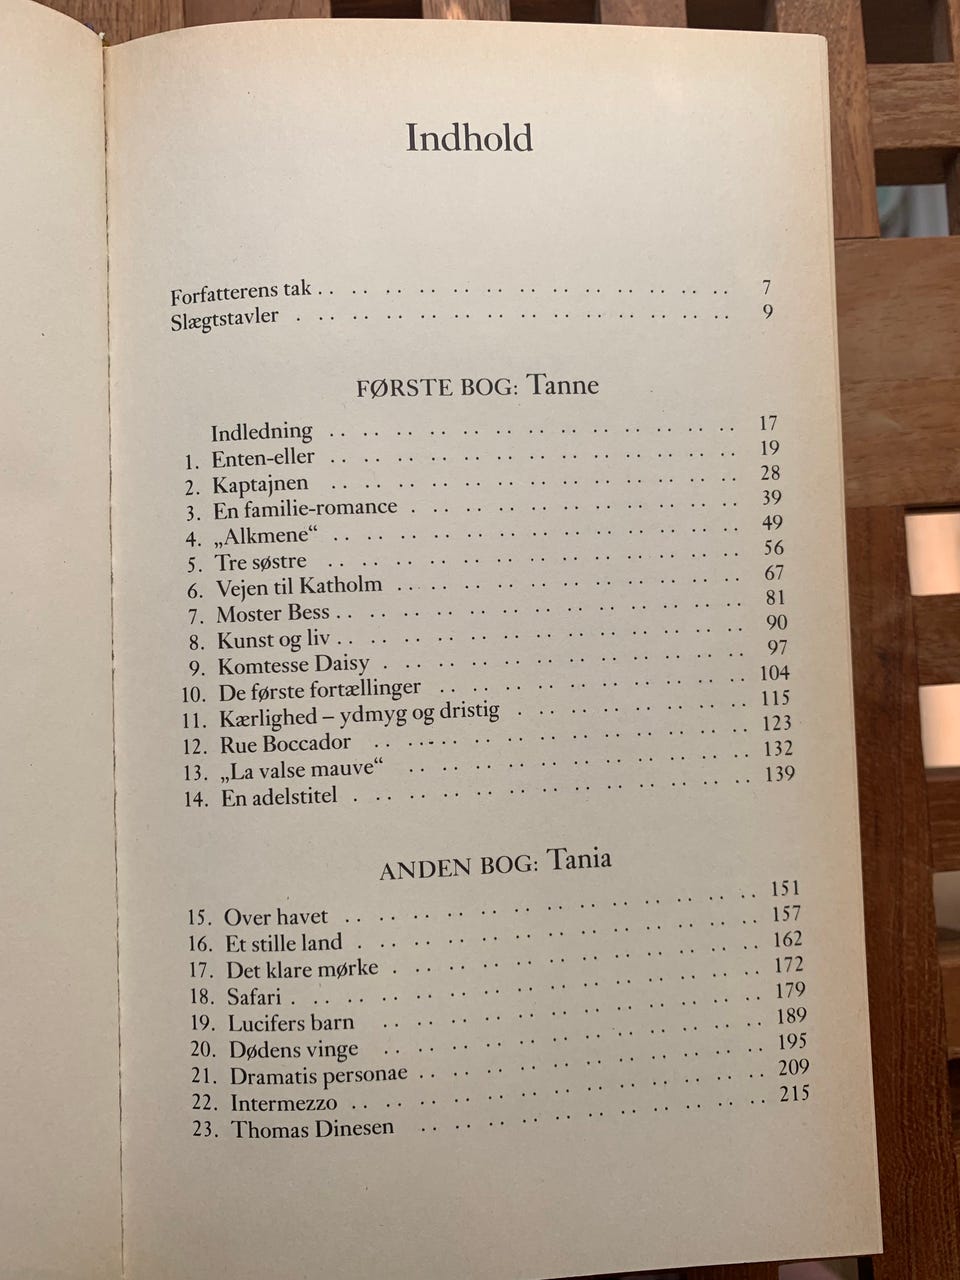 Indhold
Forfatterens tak . . . . . . . . . . . . . . . . . . . . . . . . . . 7
Slægtstavler . . . . . . . . . . . . . . . . . . . . . . . . . . . 9
FØRSTE BOG: Tanne
Indledning . . . . . . . . . . . . . . . . . . . . . . . . . . 17
1. Enten-eller . . . . . . . . . . . . . . . . . . . . . . . . . . 19
2. Kaptajnen . . . . . . . . . . . . . . . . . . . . . . . . . . 28
3. En familie-romance . . . . . . . . . . . . . . . . . . . . . 39
4. „Alkmene“ . . . . . . . . . . . . . . . . . . . . . . . . . . 49
5. Tre søstre . . . . . . . . . . . . . . . . . . . . . . . . . . 56
6. Vejen til Katholm . . . . . . . . . . . . . . . . . . . . . . 67
7. Moster Bess . . . . . . . . . . . . . . . . . . . . . . . . . . 81
8. Kunst og liv . . . . . . . . . . . . . . . . . . . . . . . . . . 90
9. Komtesse Daisy . . . . . . . . . . . . . . . . . . . . . . . 97
10. De første fortællinger . . . . . . . . . . . . . . . . . . . . 104
11. Kærlighed – ydmyg og dristig . . . . . . . . . . . . . . . 115
12. Rue Boccador . . . . . . . . . . . . . . . . . . . . . . . . 123
13. „La valse mauve“ . . . . . . . . . . . . . . . . . . . . . . 132
14. En adelstitel . . . . . . . . . . . . . . . . . . . . . . . . . 139
ANDEN BOG: Tania
15. Over havet . . . . . . . . . . . . . . . . . . . . . . . . . . 151
16. Et stille land . . . . . . . . . . . . . . . . . . . . . . . . . 157
17. Det klare mørke . . . . . . . . . . . . . . . . . . . . . . . 162
18. Safari . . . . . . . . . . . . . . . . . . . . . . . . . . . . . 172
19. Lucifers barn . . . . . . . . . . . . . . . . . . . . . . . . 179
20. Dødens vinge . . . . . . . . . . . . . . . . . . . . . . . . 189
21. Dramatis personae . . . . . . . . . . . . . . . . . . . . . . 195
22. Intermezzo . . . . . . . . . . . . . . . . . . . . . . . . . . 209
23. Thomas Dinesen . . . . . . . . . . . . . . . . . . . . . . 215